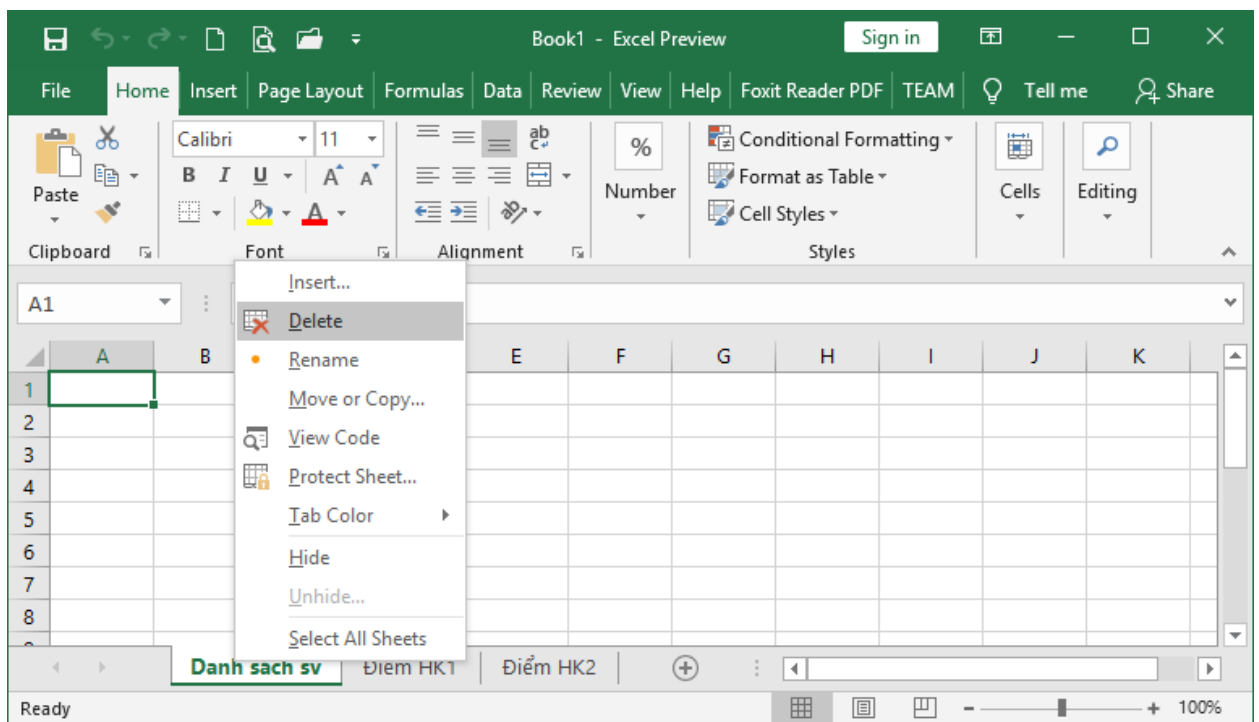 Book1 - Excel Preview Sign in
File Home Insert Page Layout Formulas Data Review View Help Foxit Reader PDF TEAM Tell me Share
Calibri 11 ab c % Conditional Formatting
Paste B I U A A Number Format as Table Cells Editing
A Cell Styles
Clipboard Font Alignment Styles
A1
Insert...
Delete
Rename
Move or Copy...
View Code
Protect Sheet...
Tab Color
Hide
Unhide...
Select All Sheets
A B E F G H I J K
1
2
3
4
5
6
7
8
Danh sach sv Điểm HK1 Điểm HK2
Ready - + 100%